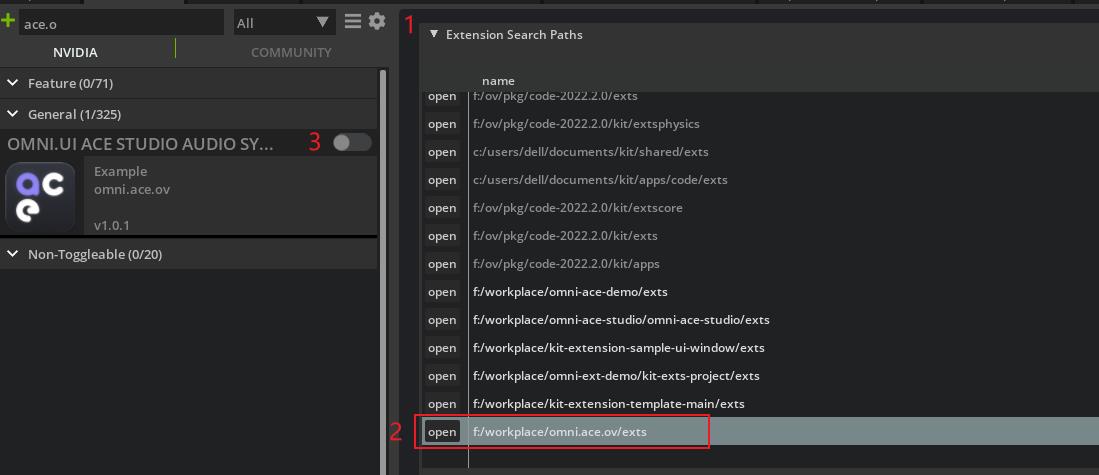 ace.o
All
NVIDIA
COMMUNITY
Feature (0/71)
General (1/325)
OMNI.UI ACE STUDIO AUDIO SY...
3
ace
Example
omni.ace.ov
v1.0.1
Non-Toggleable (0/20)
1
Extension Search Paths
name
open f:/ov/pkg/code-2022.2.0/exts
open f:/ov/pkg/code-2022.2.0/kit/extsphysics
open c:/users/dell/documents/kit/shared/exts
open c:/users/dell/documents/kit/apps/code/exts
open f:/ov/pkg/code-2022.2.0/kit/extscore
open f:/ov/pkg/code-2022.2.0/kit/exts
open f:/ov/pkg/code-2022.2.0/kit/apps
open f:/workplace/omni-ace-demo/exts
open f:/workplace/omni-ace-studio/omni-ace-studio/exts
open f:/workplace/kit-extension-sample-ui-window/exts
open f:/workplace/omni-ext-demo/kit-exts-project/exts
open f:/workplace/kit-extension-template-main/exts
2 open f:/workplace/omni.ace.ov/exts